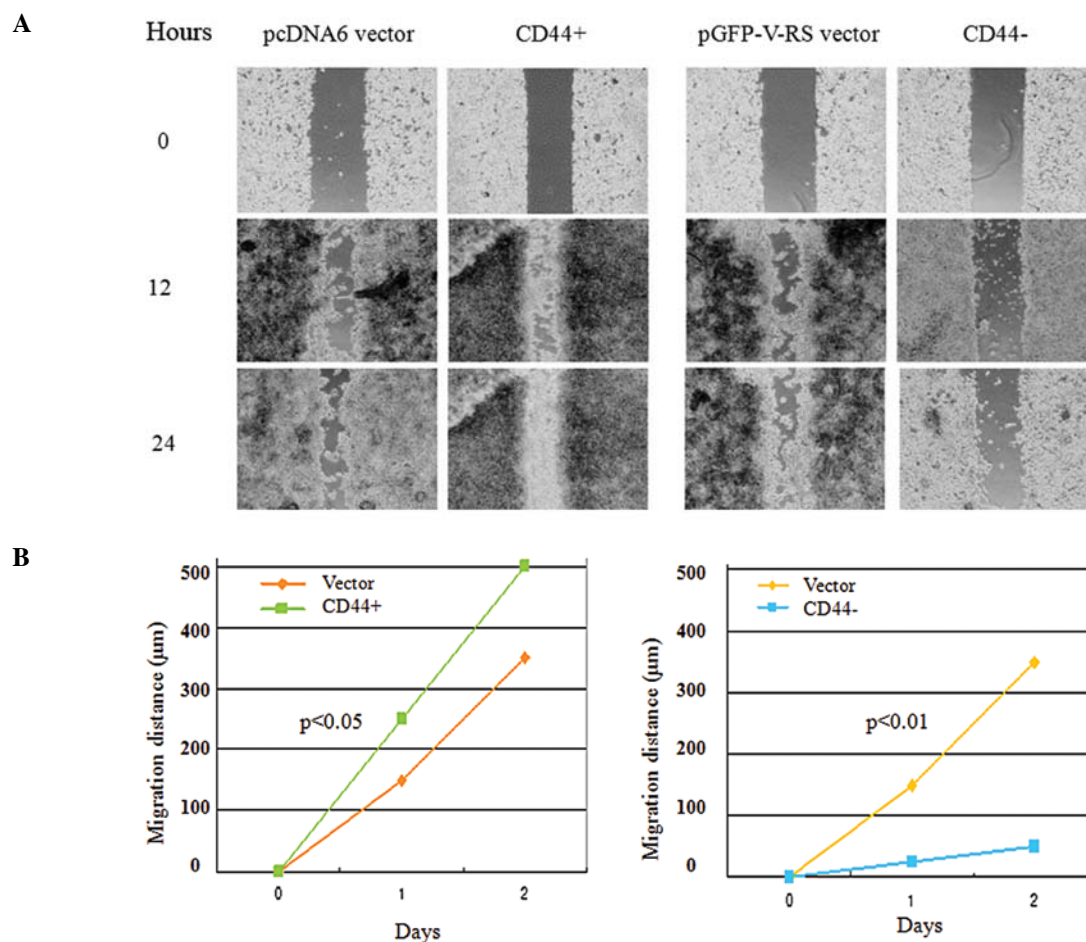 A
Hours pcDNA6 vector CD44+ pGFP-V-RS vector CD44-
0
12
24
B
500
400
300
200
100
0
Migration distance (μm)
Vector
CD44+
p<0.05
0 1 2
Days
500
400
300
200
100
0
Migration distance (μm)
Vector
CD44-
p<0.01
0 1 2
Days